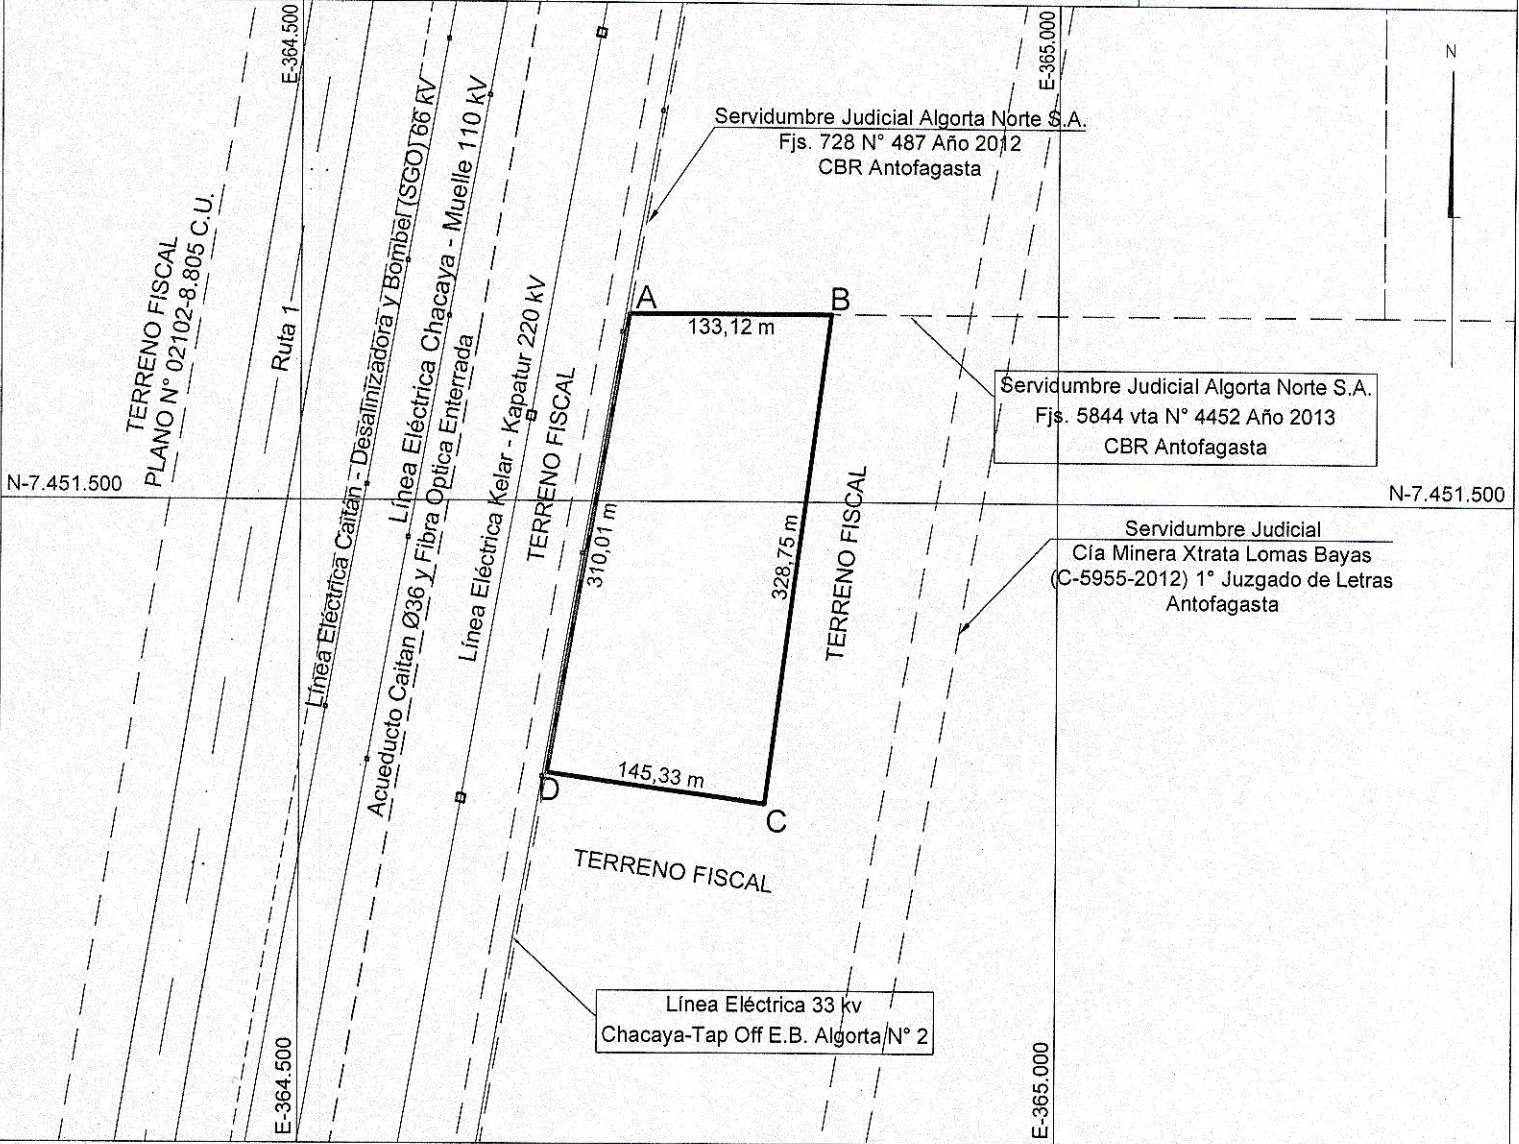 E-364.500
E-365.000
N
Servidumbre Judicial Algorta Norte S.A.
Fjs. 728 N° 487 Año 2012
CBR Antofagasta
TERRENO FISCAL
PLANO N° 02102-8.805 C.U.
Ruta 1
Línea Eléctrica Caitán - Desalinizadora y Bombel (SGO) 66 kV
Línea Eléctrica Chacaya - Muelle 110 kV
Acueducto Caitan Ø36 y Fibra Optica Enterrada
Línea Eléctrica Kelar - Kapatur 220 kV
TERRENO FISCAL
A
B
133,12 m
Servidumbre Judicial Algorta Norte S.A.
Fjs. 5844 vta N° 4452 Año 2013
CBR Antofagasta
N-7.451.500
N-7.451.500
310,01 m
328,75 m
TERRENO FISCAL
Servidumbre Judicial
Cía Minera Xtrata Lomas Bayas
(C-5955-2012) 1° Juzgado de Letras
Antofagasta
145,33 m
D
C
TERRENO FISCAL
Línea Eléctrica 33 kv
Chacaya-Tap Off E.B. Algorta N° 2
E-364.500
E-365.000